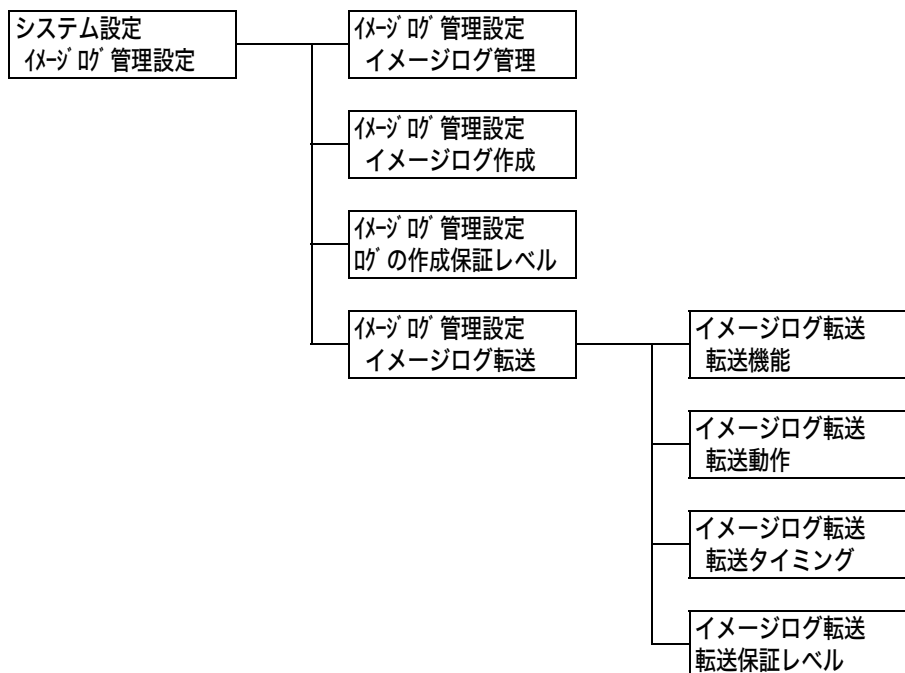 システム設定
ｲﾒｰｼﾞﾛｸﾞ管理設定
ｲﾒｰｼﾞﾛｸﾞ管理設定
イメージログ管理
ｲﾒｰｼﾞﾛｸﾞ管理設定
イメージログ作成
ｲﾒｰｼﾞﾛｸﾞ管理設定
ﾛｸﾞの作成保証レベル
ｲﾒｰｼﾞﾛｸﾞ管理設定
イメージログ転送
イメージログ転送
転送機能
イメージログ転送
転送動作
イメージログ転送
転送タイミング
イメージログ転送
転送保証レベル